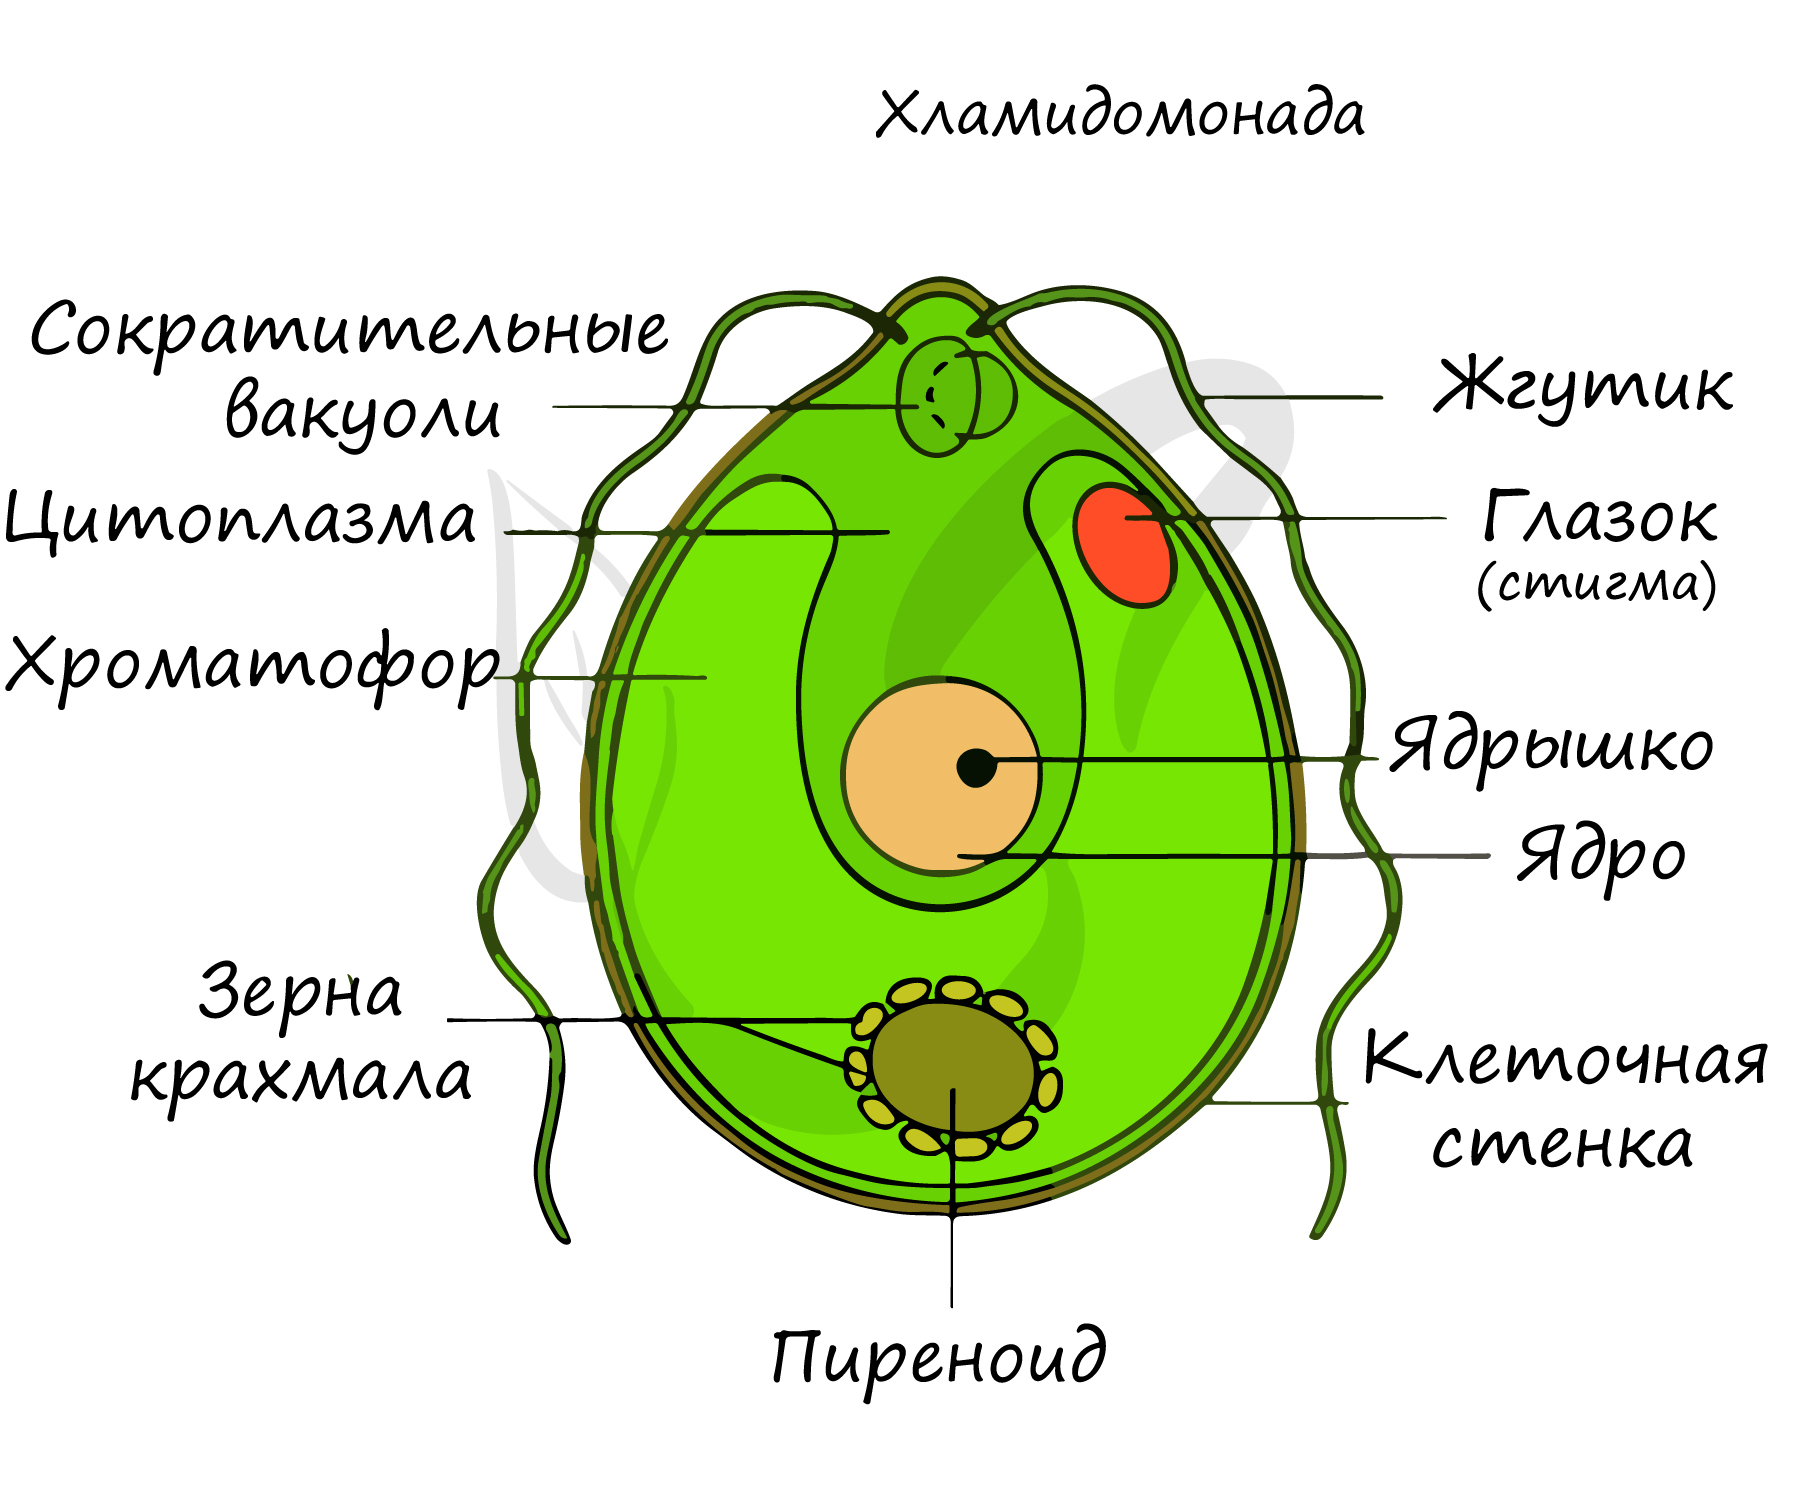 Хламидомонада
Сократительные
вакуоли
Цитоплазма
Хроматофор
Зерна
крахмала
Жгутик
Глазок
(стигма)
Ядрышко
Ядро
Клеточная
стенка
Пиреноид